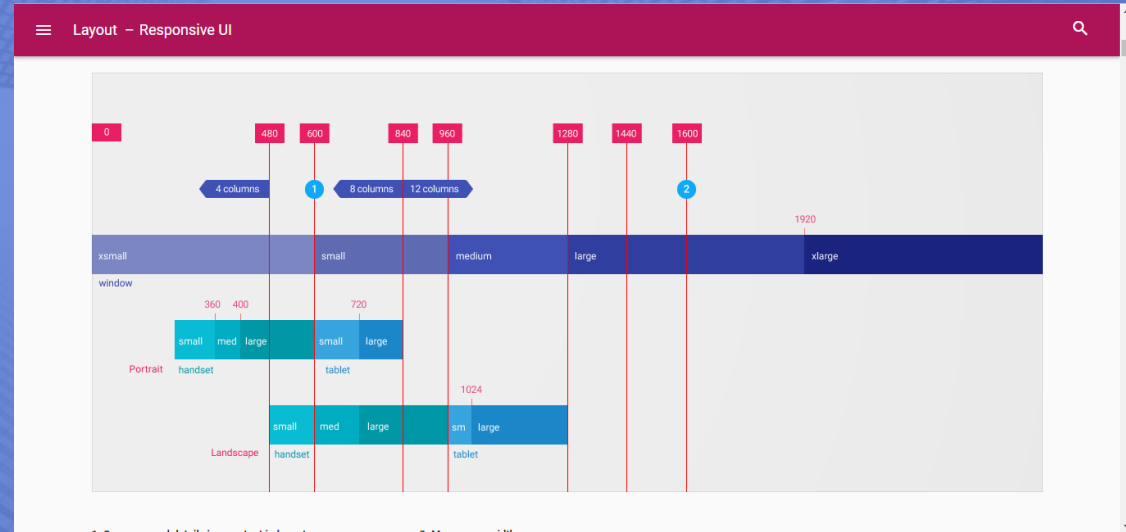 Layout – Responsive UI
0 480 600 840 960 1280 1440 1600
4 columns 1 8 columns 12 columns 2
1920
xsmall small medium large xlarge
window
360 400 720
small med large small large
Portrait handset tablet
1024
small med large sm large
Landscape handset tablet